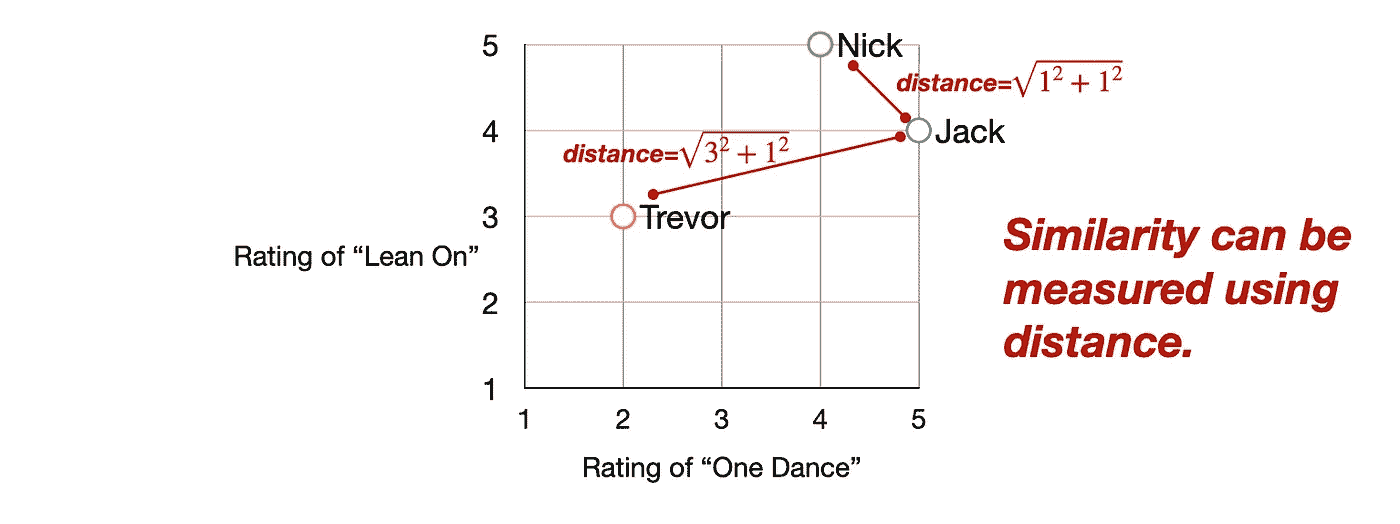 5
Nick
distance=√1² + 1²
4
Jack
distance=√3² + 1²
3
Trevor
Similarity can be
measured using
distance.
Rating of “Lean On”
2
1
1 2 3 4 5
Rating of “One Dance”